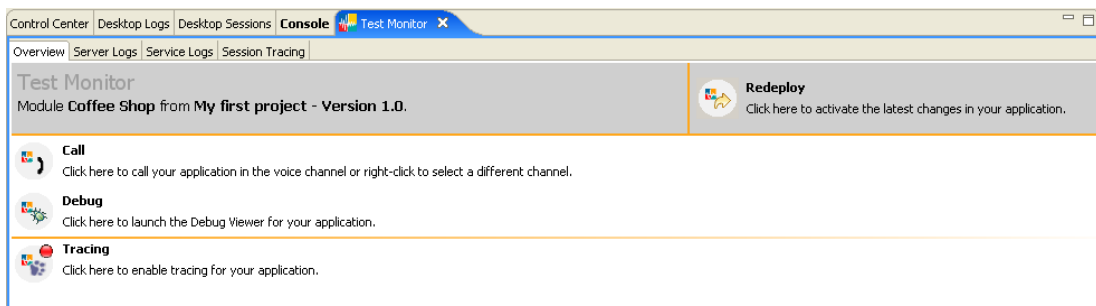 Control Center Desktop Logs Desktop Sessions Console Test Monitor
Overview Server Logs Service Logs Session Tracing
Test Monitor
Module Coffee Shop from My first project - Version 1.0.
Redeploy
Click here to activate the latest changes in your application.
Call
Click here to call your application in the voice channel or right-click to select a different channel.
Debug
Click here to launch the Debug Viewer for your application.
Tracing
Click here to enable tracing for your application.